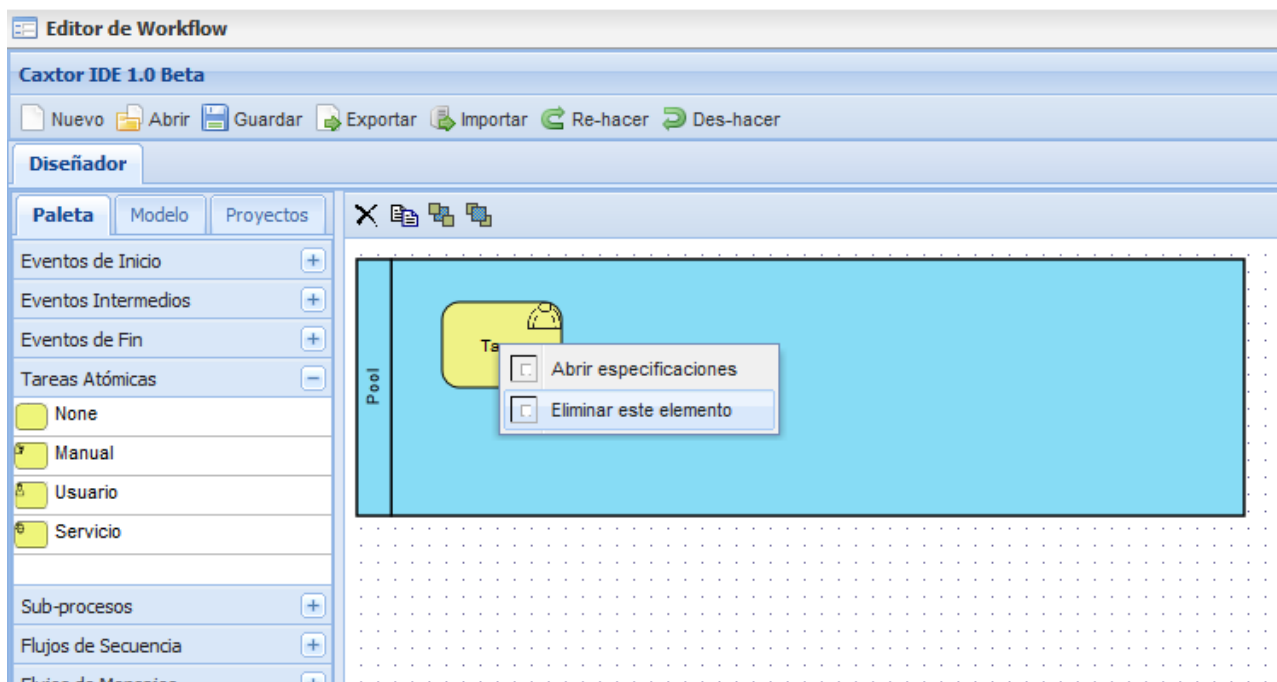 Editor de Workflow
Caxtor IDE 1.0 Beta
Nuevo Abrir Guardar Exportar Importar Re-hacer Des-hacer
Diseñador
Paleta Modelo Proyectos
Eventos de Inicio
Eventos Intermedios
Eventos de Fin
Tareas Atómicas
None
Manual
Usuario
Servicio
Sub-procesos
Flujos de Secuencia
Pool
Abrir especificaciones
Eliminar este elemento